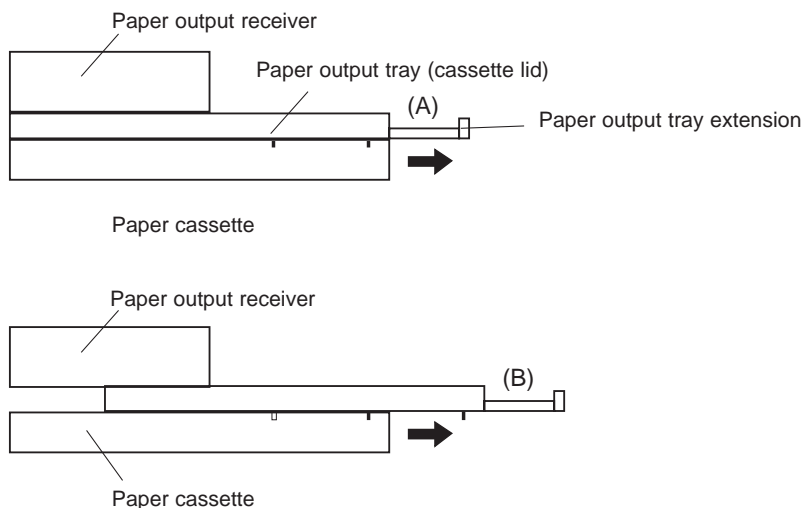 Paper output receiver
Paper output tray (cassette lid)
(A)
Paper output tray extension
Paper cassette
Paper output receiver
(B)
Paper cassette